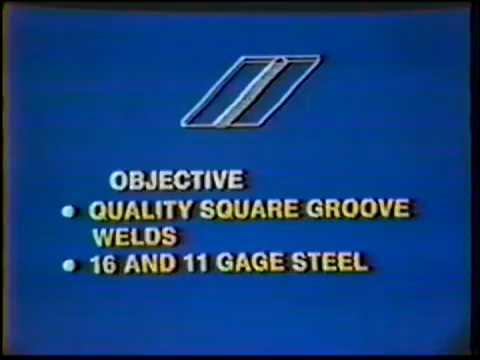 OBJECTIVE
• QUALITY SQUARE GROOVE
WELDS
• 16 AND 11 GAGE STEEL